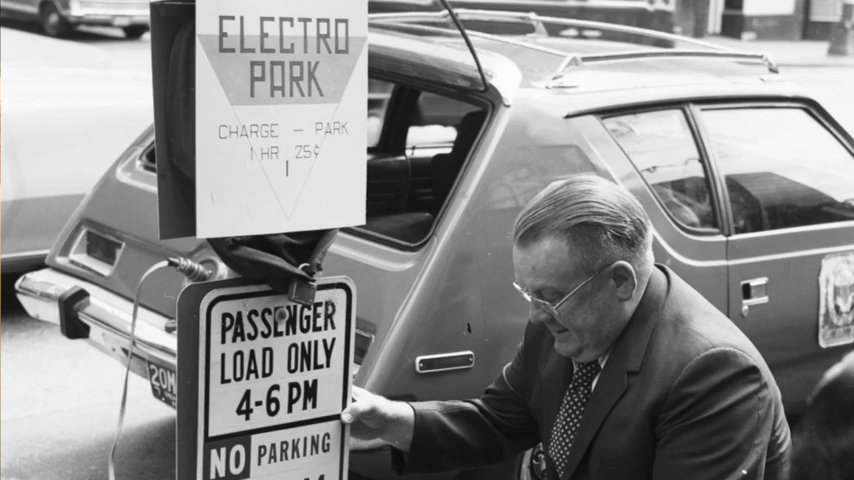 ELECTRO
PARK
CHARGE — PARK
1 HR 25¢
PASSENGER
LOAD ONLY
4-6 PM
NO PARKING